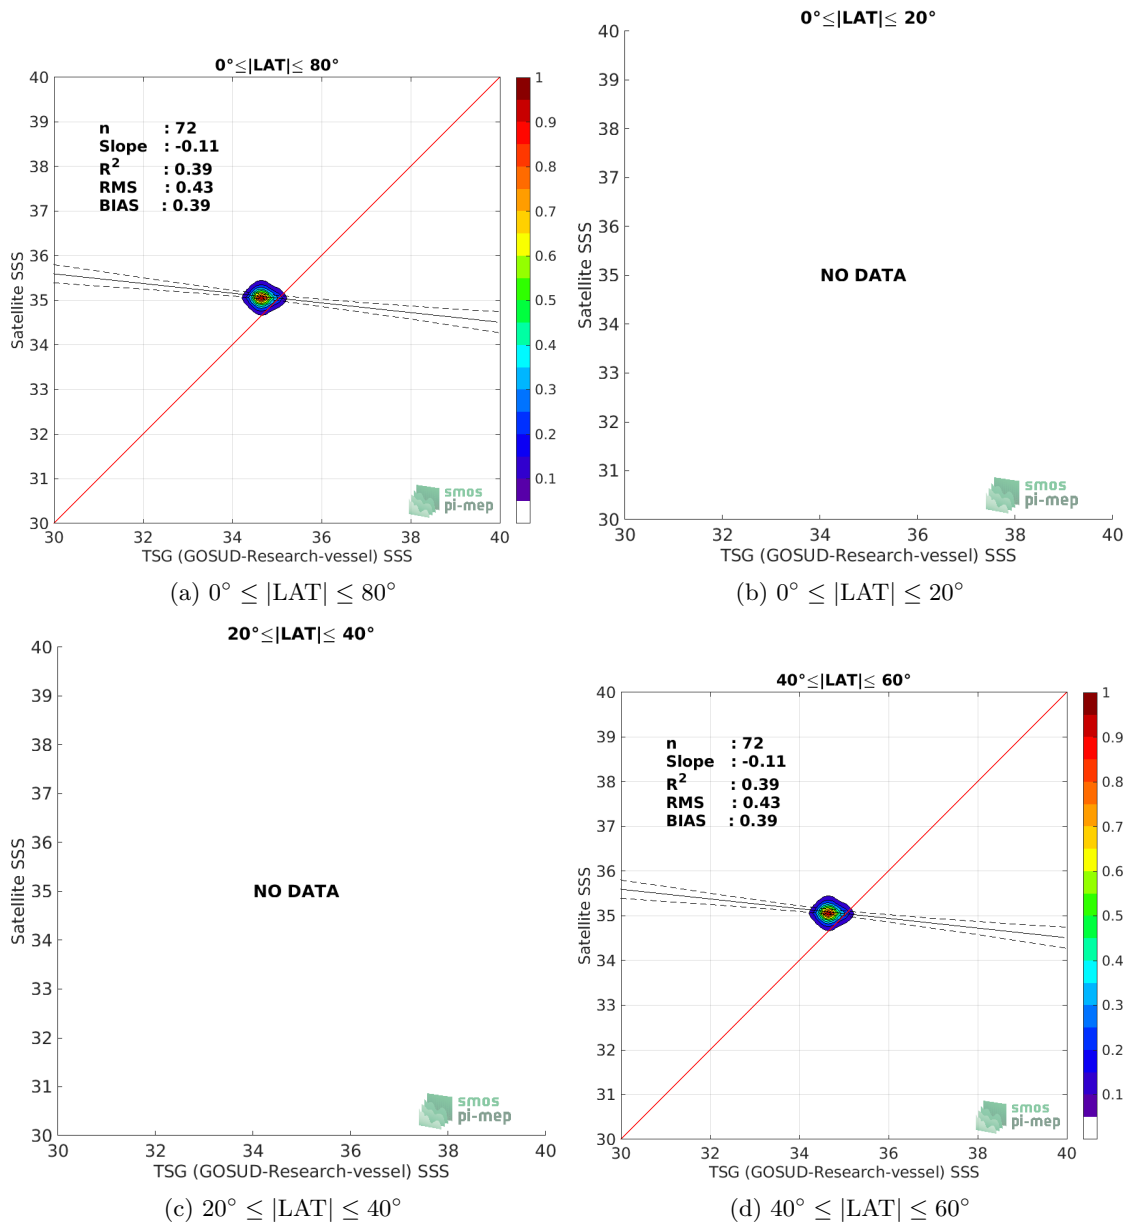 0°≤|LAT|≤ 80°
40
39
38
37
36
35
34
33
32
31
30
n : 72
Slope : -0.11
R² : 0.39
RMS : 0.43
BIAS : 0.39
Satellite SSS
30 32 34 36 38 40
TSG (GOSUD-Research-vessel) SSS
smos
pi-mep
1
0.9
0.8
0.7
0.6
0.5
0.4
0.3
0.2
0.1
(a) 0° ≤ |LAT| ≤ 80°
0°≤|LAT|≤ 20°
40
39
38
37
36
35
34
33
32
31
30
Satellite SSS
NO DATA
smos
pi-mep
30 32 34 36 38 40
TSG (GOSUD-Research-vessel) SSS
(b) 0° ≤ |LAT| ≤ 20°
20°≤|LAT|≤ 40°
40
39
38
37
36
35
34
33
32
31
30
Satellite SSS
NO DATA
smos
pi-mep
30 32 34 36 38 40
TSG (GOSUD-Research-vessel) SSS
(c) 20° ≤ |LAT| ≤ 40°
40°≤|LAT|≤ 60°
40
39
38
37
36
35
34
33
32
31
30
n : 72
Slope : -0.11
R² : 0.39
RMS : 0.43
BIAS : 0.39
Satellite SSS
smos
pi-mep
30 32 34 36 38 40
TSG (GOSUD-Research-vessel) SSS
1
0.9
0.8
0.7
0.6
0.5
0.4
0.3
0.2
0.1
(d) 40° ≤ |LAT| ≤ 60°